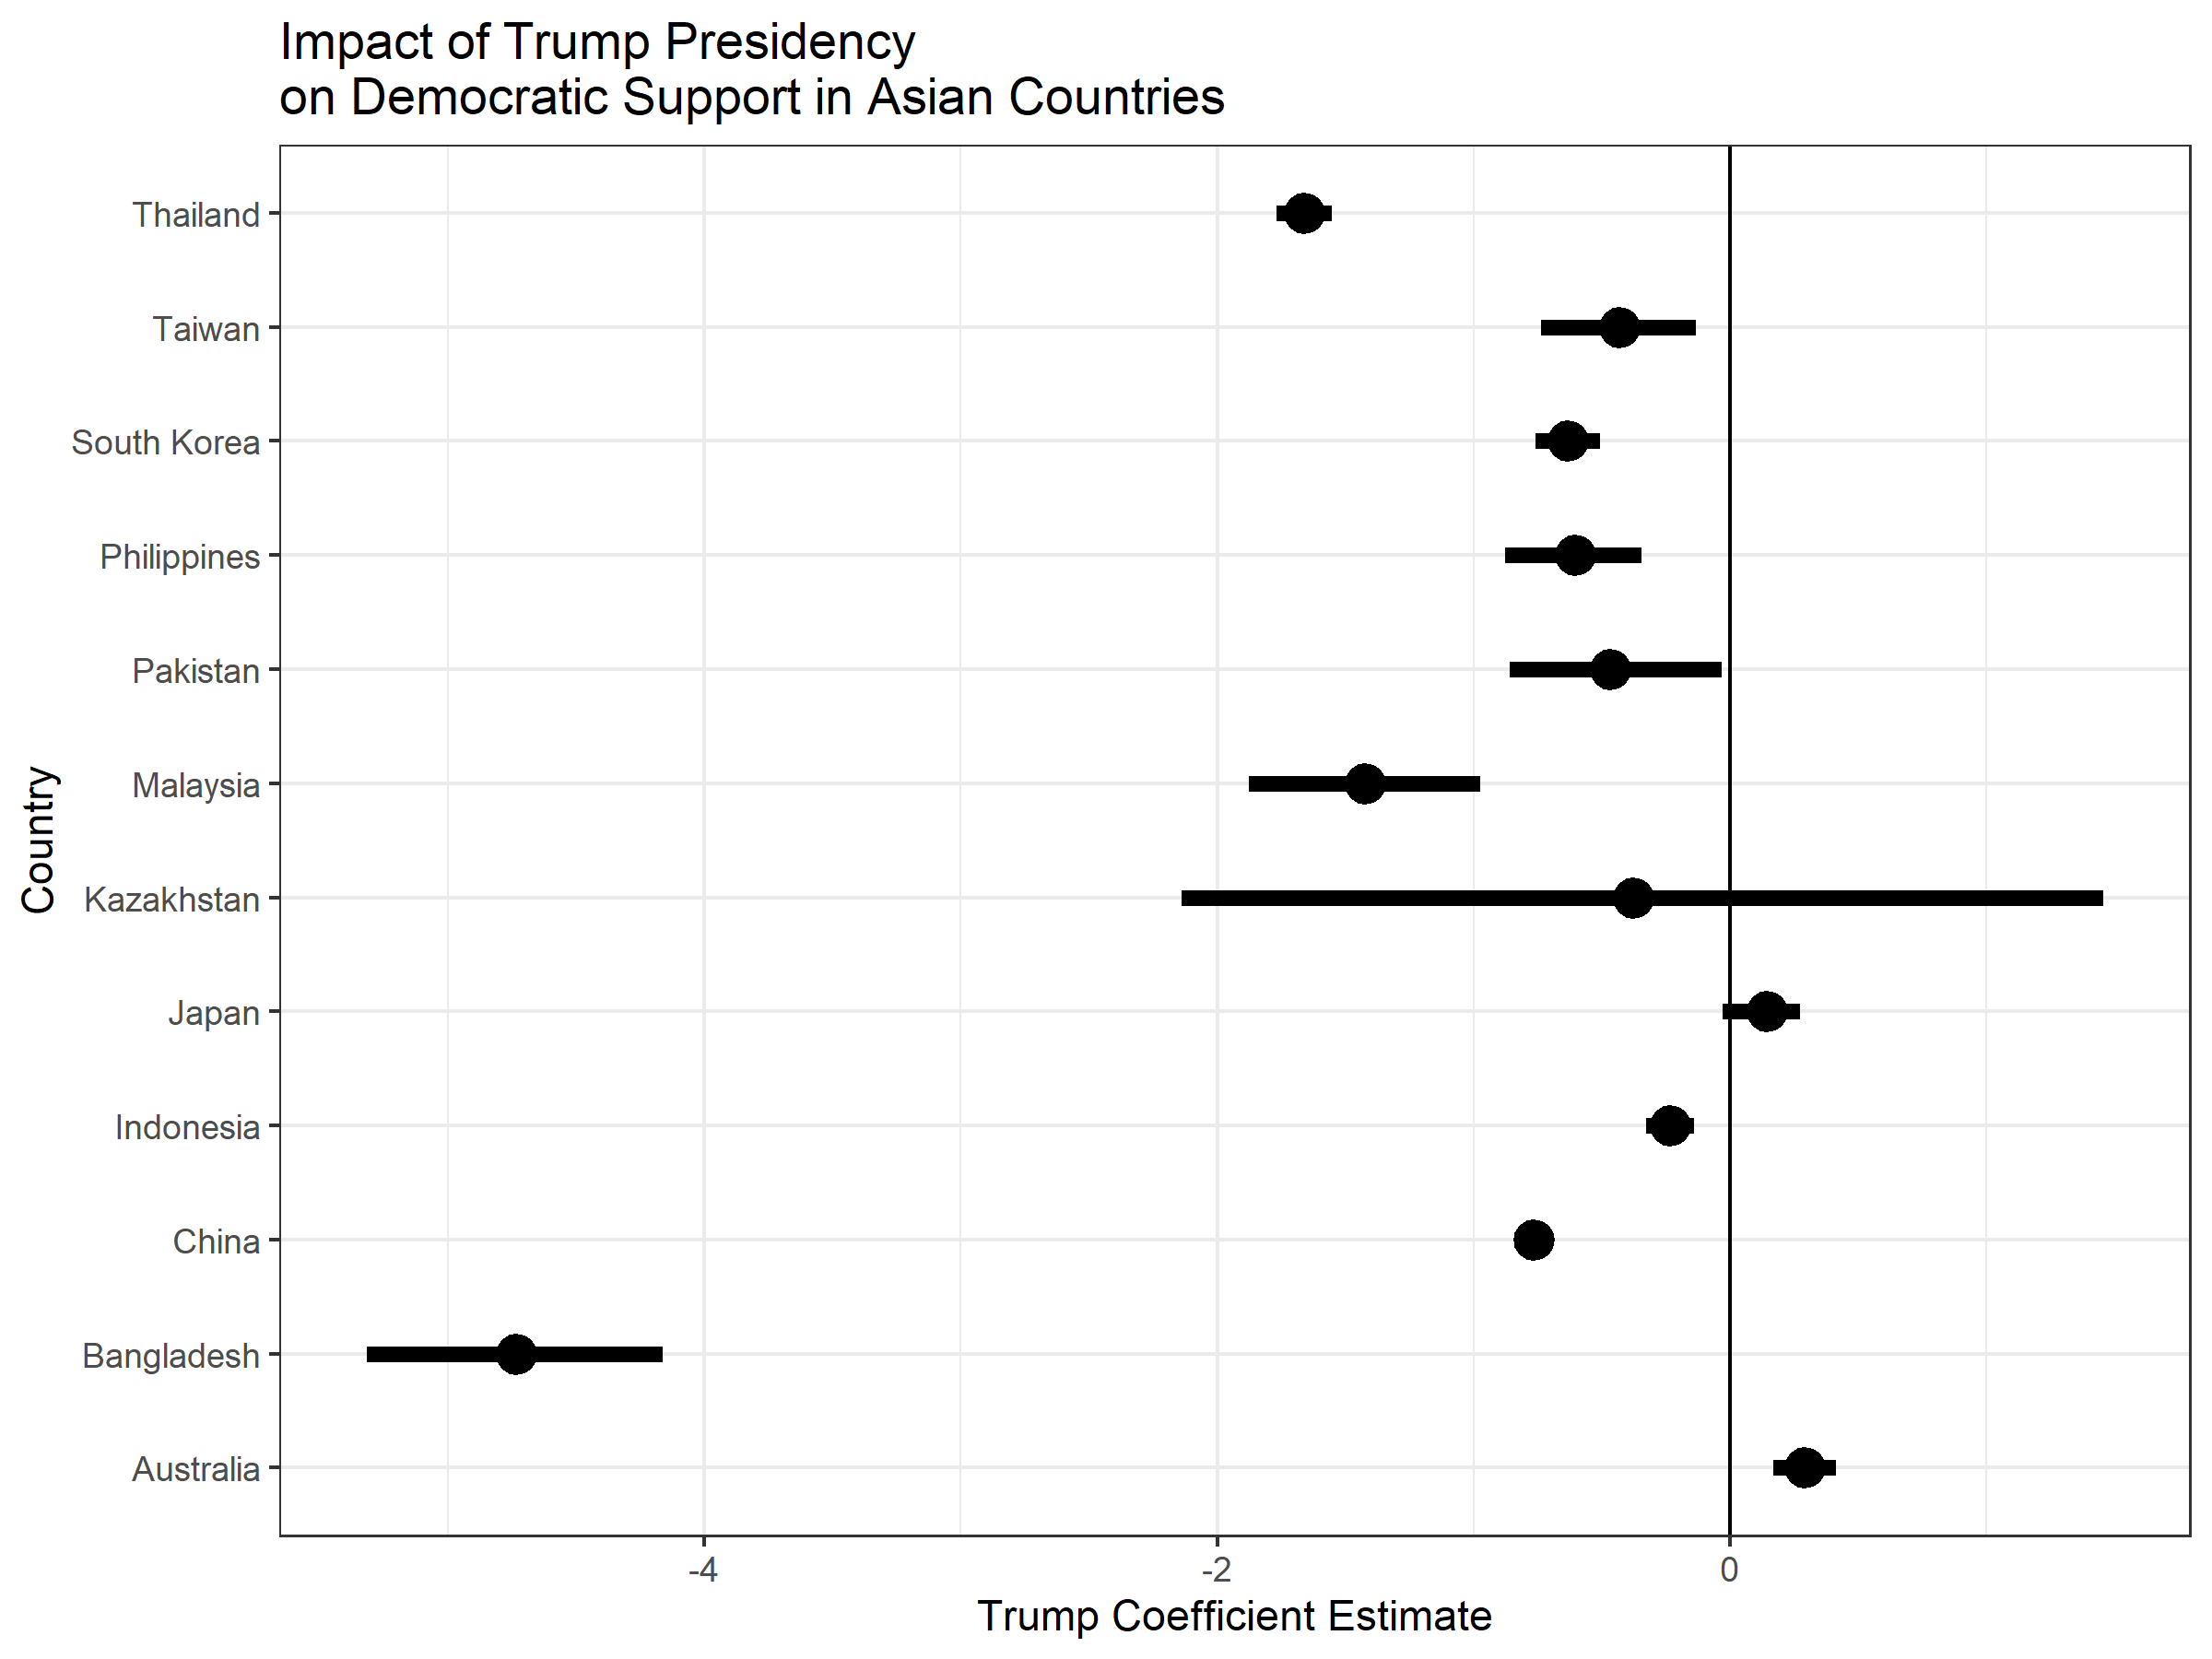 Impact of Trump Presidency
on Democratic Support in Asian Countries
Thailand
Taiwan
South Korea
Philippines
Pakistan
Malaysia
Kazakhstan
Japan
Indonesia
China
Bangladesh
Australia
Country
-4
-2
0
Trump Coefficient Estimate